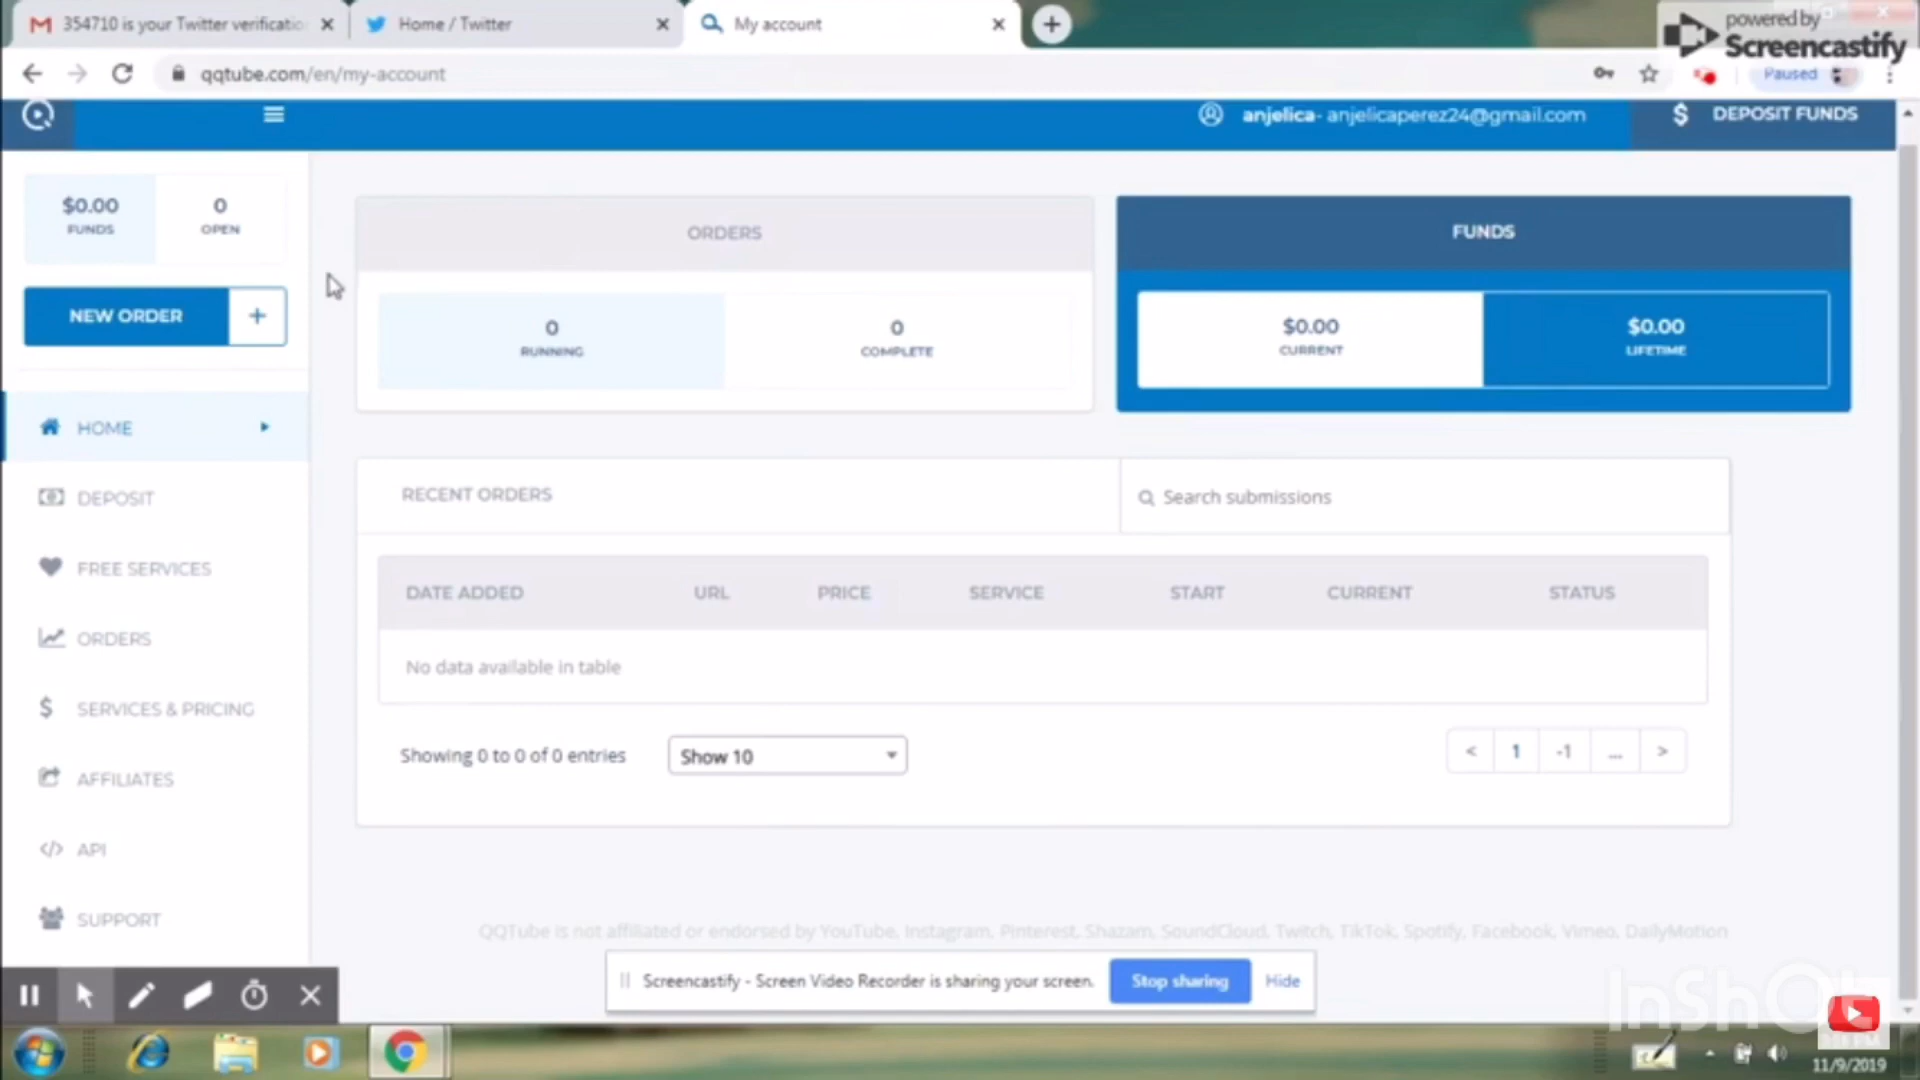 354710 is your Twitter verificatio
Home / Twitter
My account
powered by
Screencastify
qqtube.com/en/my-account
Paused
anjelica- anjelicaperez24@gmail.com
$ DEPOSIT FUNDS
$0.00
FUNDS
0
OPEN
NEW ORDER +
HOME
DEPOSIT
FREE SERVICES
ORDERS
$ SERVICES & PRICING
AFFILIATES
</> API
SUPPORT
ORDERS
0
RUNNING
0
COMPLETE
FUNDS
$0.00
CURRENT
$0.00
LIFETIME
RECENT ORDERS
Search submissions
DATE ADDED URL PRICE SERVICE START CURRENT STATUS
No data available in table
Showing 0 to 0 of 0 entries
Show 10
< 1 -1 ... >
QQTube is not affiliated or endorsed by YouTube, Instagram, Pinterest, Shazam, SoundCloud, Twitch, TikTok, Spotify, Facebook, Vimeo, DailyMotion
Screencastify - Screen Video Recorder is sharing your screen.
Stop sharing
Hide
InShOt
11/9/2019